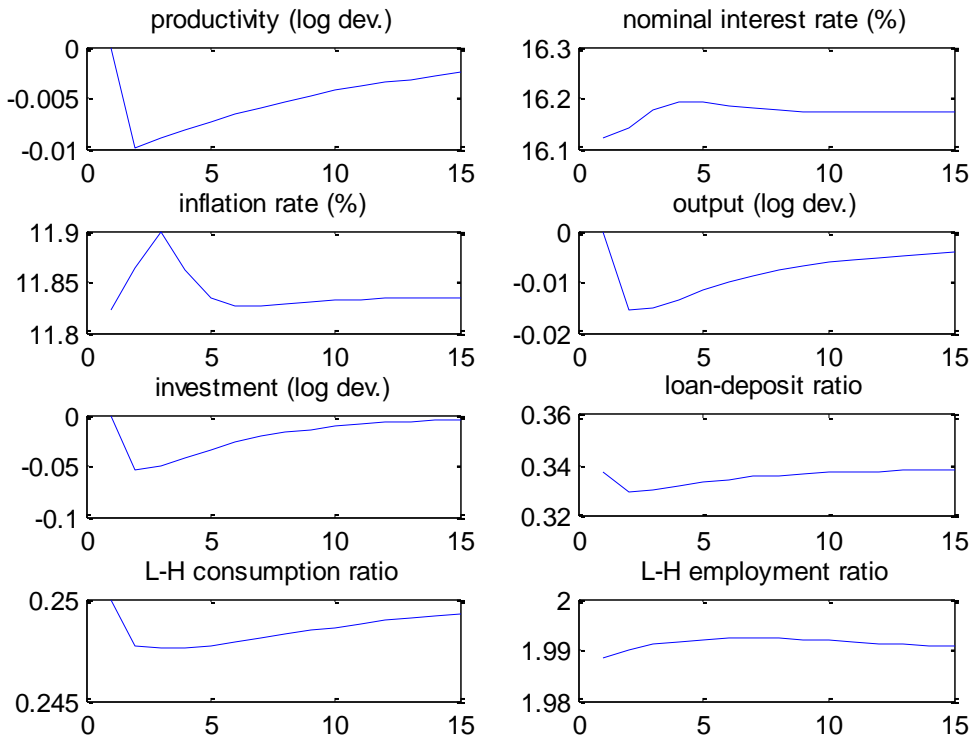 productivity (log dev.)
0
-0.005
-0.01
0 5 10 15
nominal interest rate (%)
16.3
16.2
16.1
0 5 10 15
inflation rate (%)
11.9
11.85
11.8
0 5 10 15
output (log dev.)
0
-0.01
-0.02
0 5 10 15
investment (log dev.)
0
-0.05
-0.1
0 5 10 15
loan-deposit ratio
0.36
0.34
0.32
0 5 10 15
L-H consumption ratio
0.25
0.245
0 5 10 15
L-H employment ratio
2
1.99
1.98
0 5 10 15